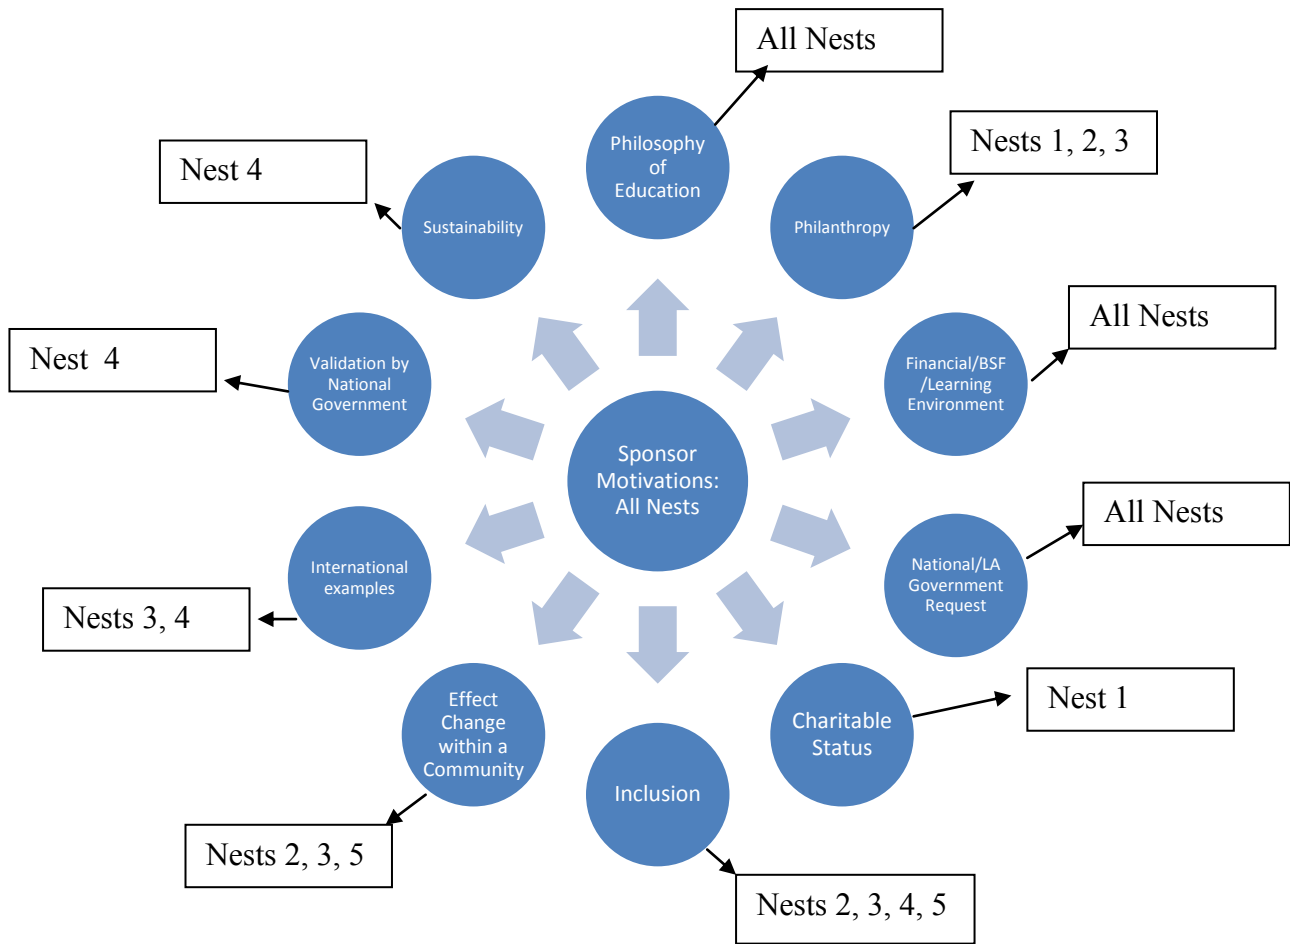 All Nests
Philosophy
of
Education
Nests 1, 2, 3
Philanthropy
All Nests
Financial/BSF
/Learning
Environment
All Nests
National/LA
Government
Request
Nest 1
Charitable
Status
Nests 2, 3, 4, 5
Inclusion
Nests 2, 3, 5
Effect
Change
within a
Community
Nests 3, 4
International
examples
Nest  4
Validation by
National
Government
Nest 4
Sustainability
Sponsor
Motivations:
All Nests